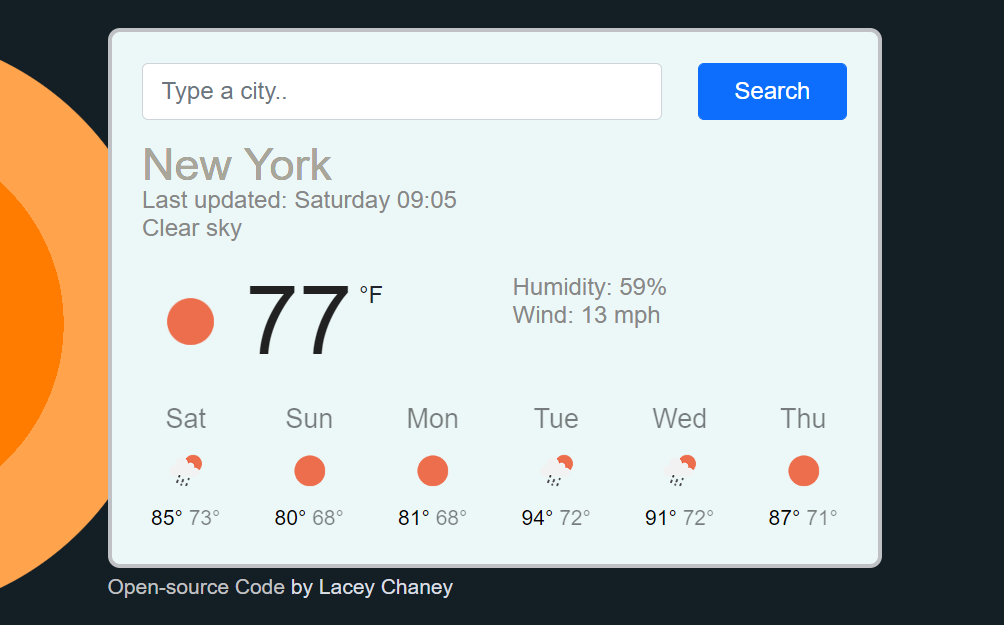 Type a city..
Search
New York
Last updated: Saturday 09:05
Clear sky
77 °F
Humidity: 59%
Wind: 13 mph
Sat Sun Mon Tue Wed Thu
85° 73° 80° 68° 81° 68° 94° 72° 91° 72° 87° 71°
Open-source Code by Lacey Chaney